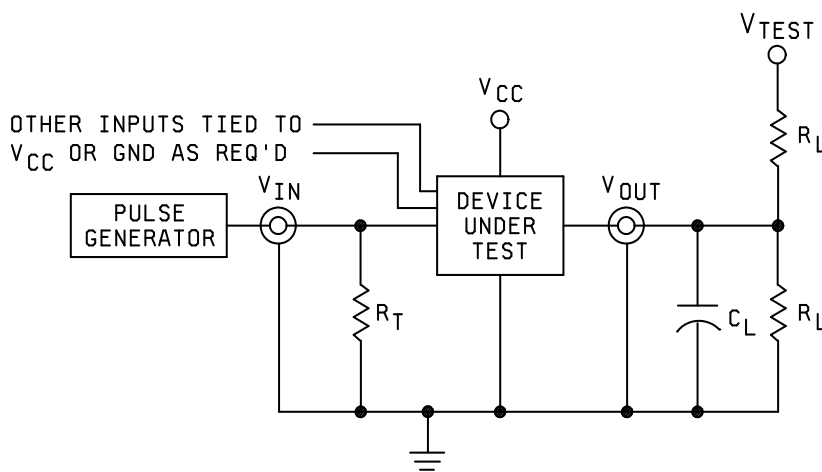 V_TEST
V_CC
OTHER INPUTS TIED TO
V_CC OR GND AS REQ'D
R_L
V_IN
V_OUT
PULSE
GENERATOR
DEVICE
UNDER
TEST
R_T
C_L
R_L